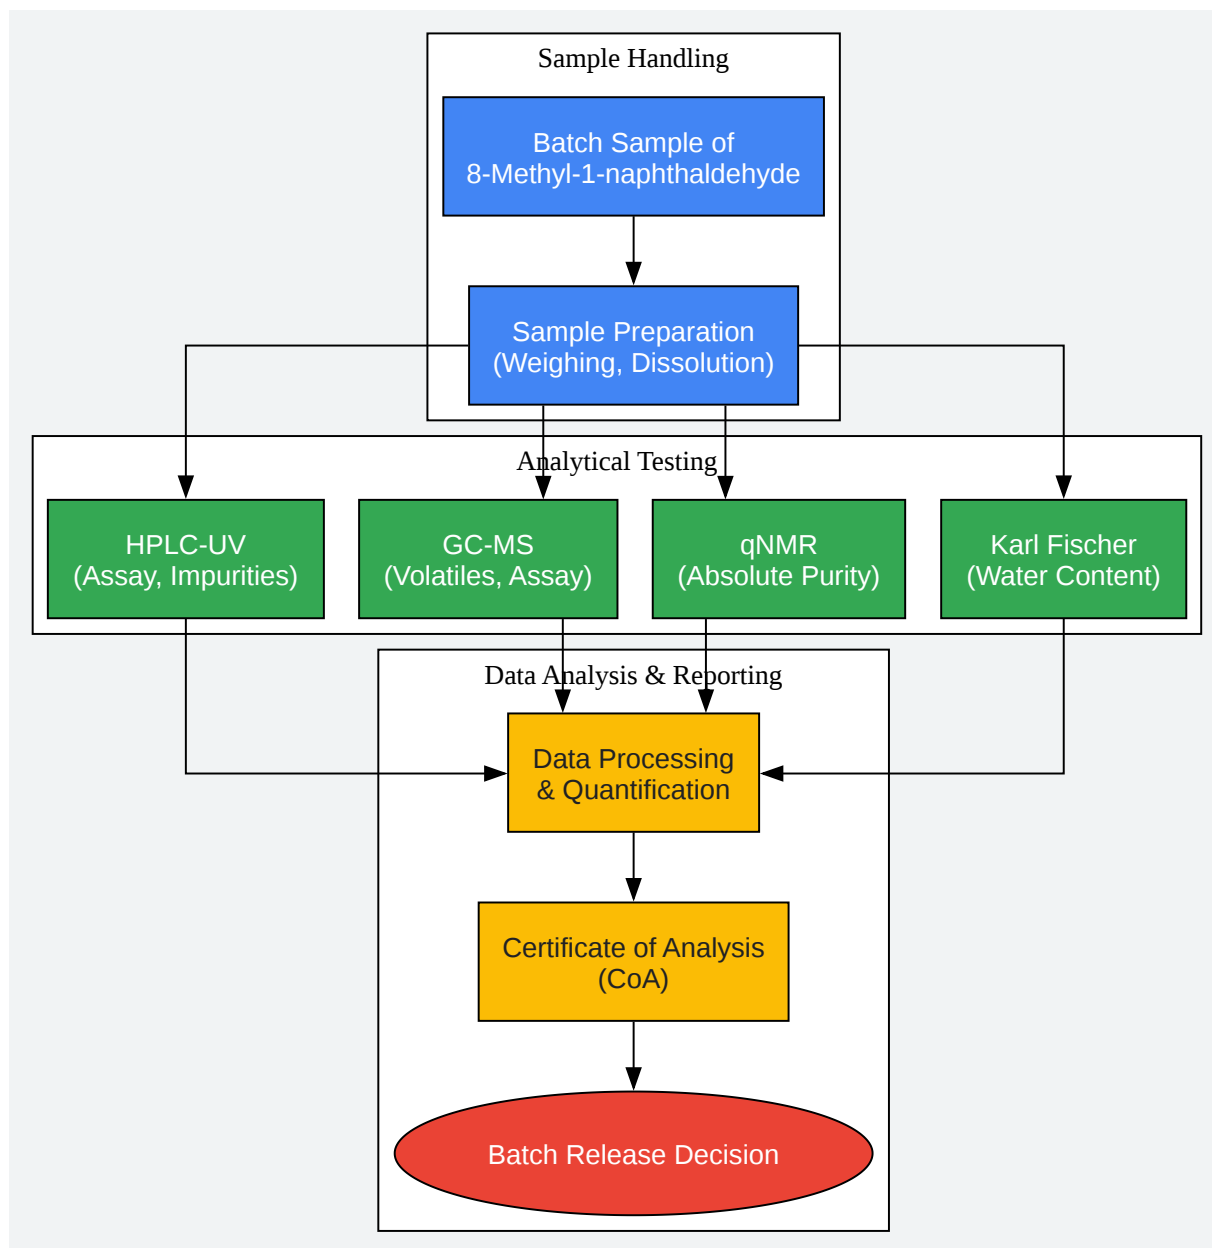 Sample Handling
Batch Sample of
8-Methyl-1-naphthaldehyde
Sample Preparation
(Weighing, Dissolution)
Analytical Testing
HPLC-UV
(Assay, Impurities)
GC-MS
(Volatiles, Assay)
qNMR
(Absolute Purity)
Karl Fischer
(Water Content)
Data Analysis & Reporting
Data Processing
& Quantification
Certificate of Analysis
(CoA)
Batch Release Decision